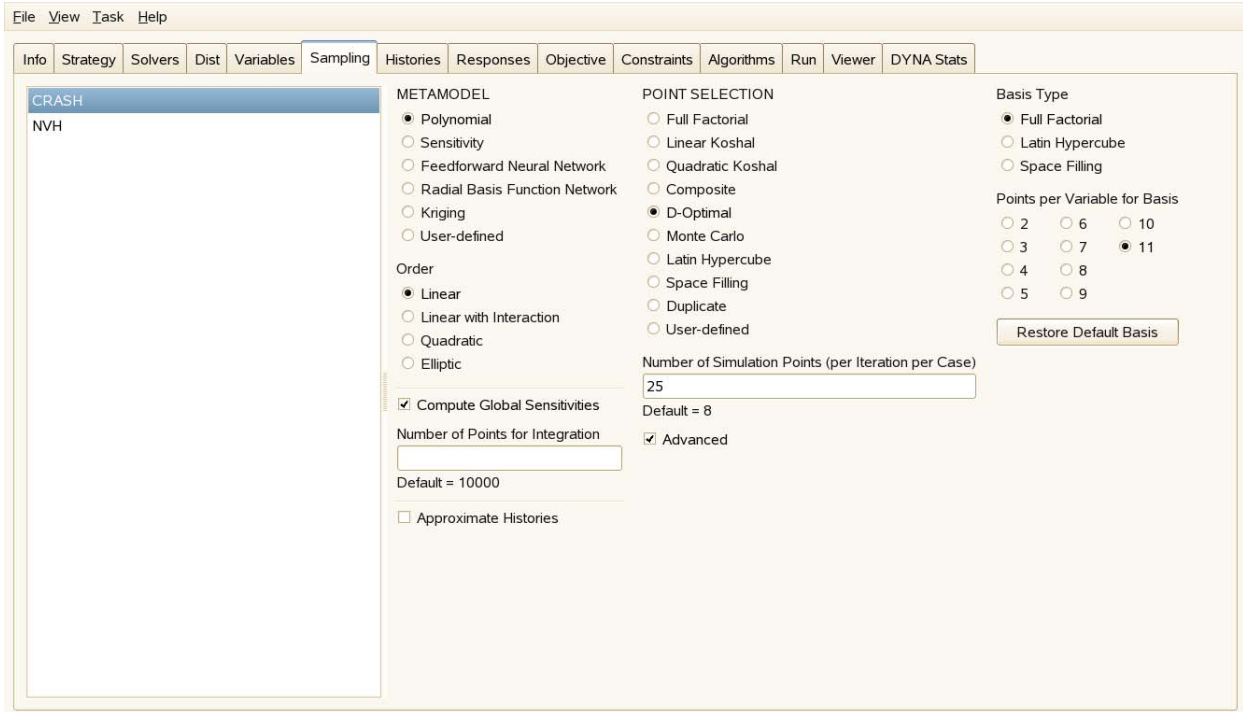 File View Task Help
Info Strategy Solvers Dist Variables Sampling Histories Responses Objective Constraints Algorithms Run Viewer DYNA Stats
CRASH
NVH
METAMODEL
Polynomial
Sensitivity
Feedforward Neural Network
Radial Basis Function Network
Kriging
User-defined
Order
Linear
Linear with Interaction
Quadratic
Elliptic
Compute Global Sensitivities
Number of Points for Integration
Default = 10000
Approximate Histories
POINT SELECTION
Full Factorial
Linear Koshal
Quadratic Koshal
Composite
D-Optimal
Monte Carlo
Latin Hypercube
Space Filling
Duplicate
User-defined
Number of Simulation Points (per Iteration per Case)
25
Default = 8
Advanced
Basis Type
Full Factorial
Latin Hypercube
Space Filling
Points per Variable for Basis
2 6 10
3 7 11
4 8
5 9
Restore Default Basis